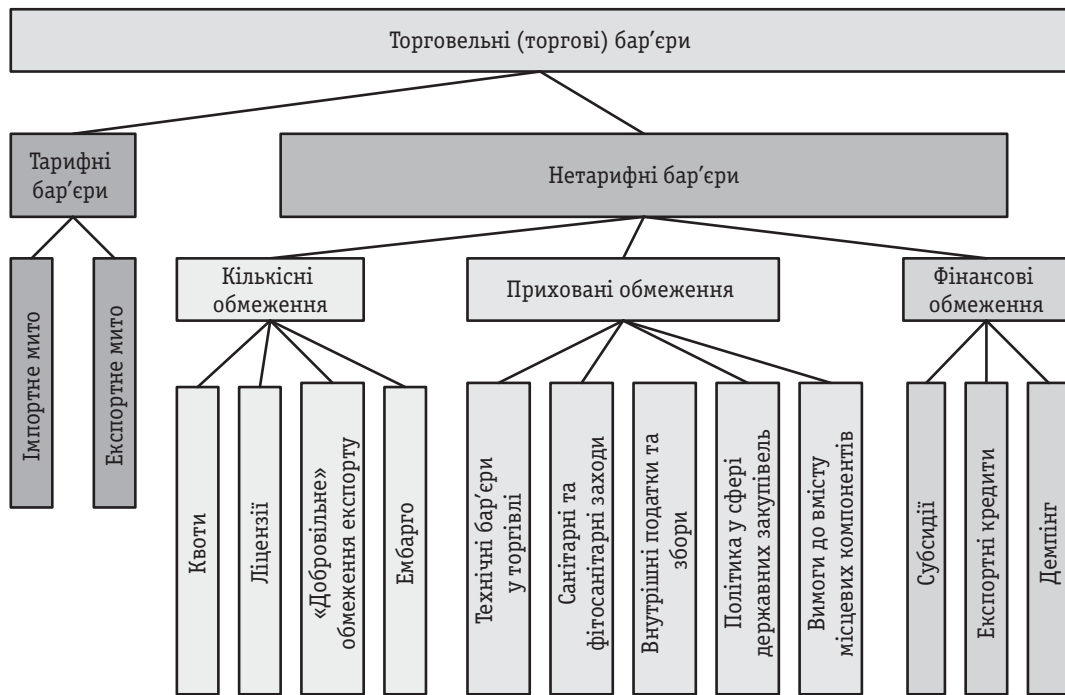 Торговельні (торгові) бар’єри
Тарифні
бар’єри
Нетарифні бар’єри
Імпортне мито
Експортне мито
Кількісні
обмеження
Приховані обмеження
Фінансові
обмеження
Квоти
Ліцензії
«Добровільне»
обмеження експорту
Ембарго
Технічні бар’єри
у торгівлі
Санітарні та
фітосанітарні заходи
Внутрішні податки та
збори
Політика у сфері
державних закупівель
Вимоги до вмісту
місцевих компонентів
Субсидії
Експортні кредити
Демпінг